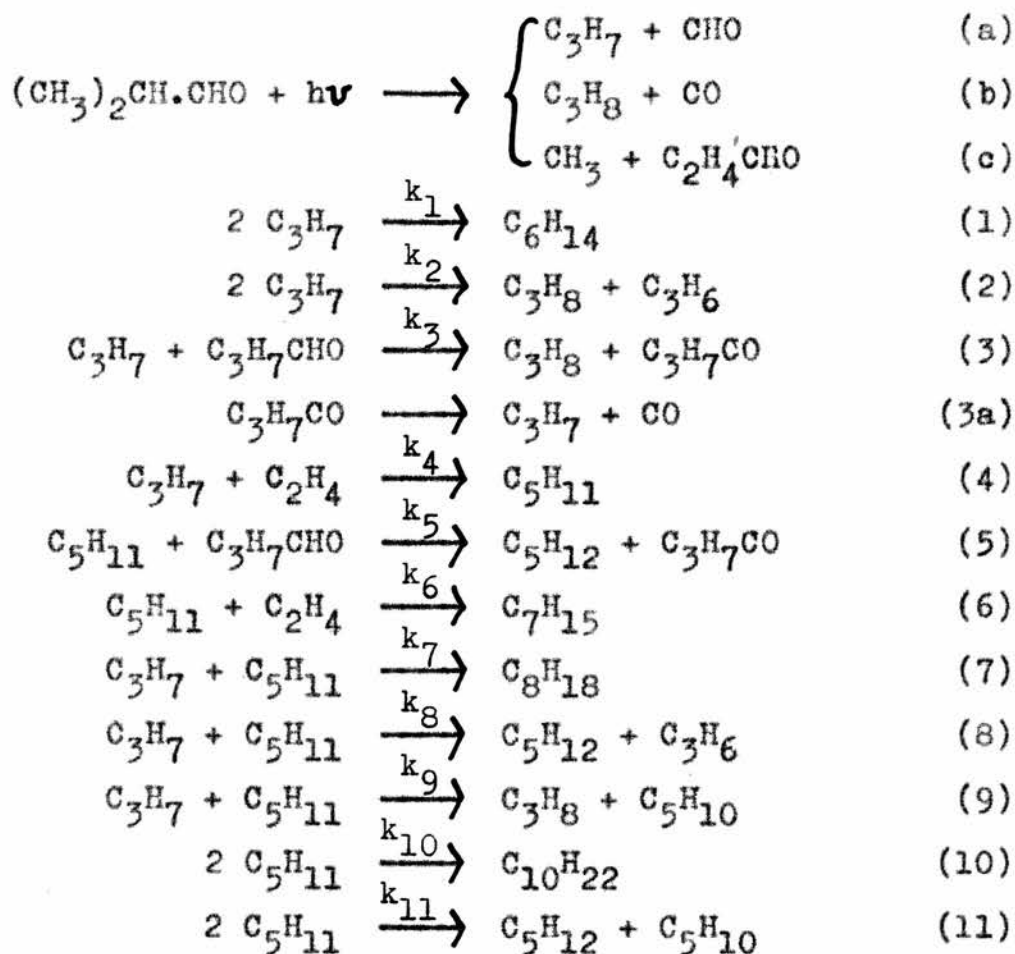 C₃H₇ + CHO (a)
(CH₃)₂CH.CHO + hν ⟶ { C₃H₈ + CO (b)
CH₃ + C₂H₄CHO (c)
2 C₃H₇ k₁⟶ C₆H₁₄ (1)
2 C₃H₇ k₂⟶ C₃H₈ + C₃H₆ (2)
C₃H₇ + C₃H₇CHO k₃⟶ C₃H₈ + C₃H₇CO (3)
C₃H₇CO ⟶ C₃H₇ + CO (3a)
C₃H₇ + C₂H₄ k₄⟶ C₅H₁₁ (4)
C₅H₁₁ + C₃H₇CHO k₅⟶ C₅H₁₂ + C₃H₇CO (5)
C₅H₁₁ + C₂H₄ k₆⟶ C₇H₁₅ (6)
C₃H₇ + C₅H₁₁ k₇⟶ C₈H₁₈ (7)
C₃H₇ + C₅H₁₁ k₈⟶ C₅H₁₂ + C₃H₆ (8)
C₃H₇ + C₅H₁₁ k₉⟶ C₃H₈ + C₅H₁₀ (9)
2 C₅H₁₁ k₁₀⟶ C₁₀H₂₂ (10)
2 C₅H₁₁ k₁₁⟶ C₅H₁₂ + C₅H₁₀ (11)